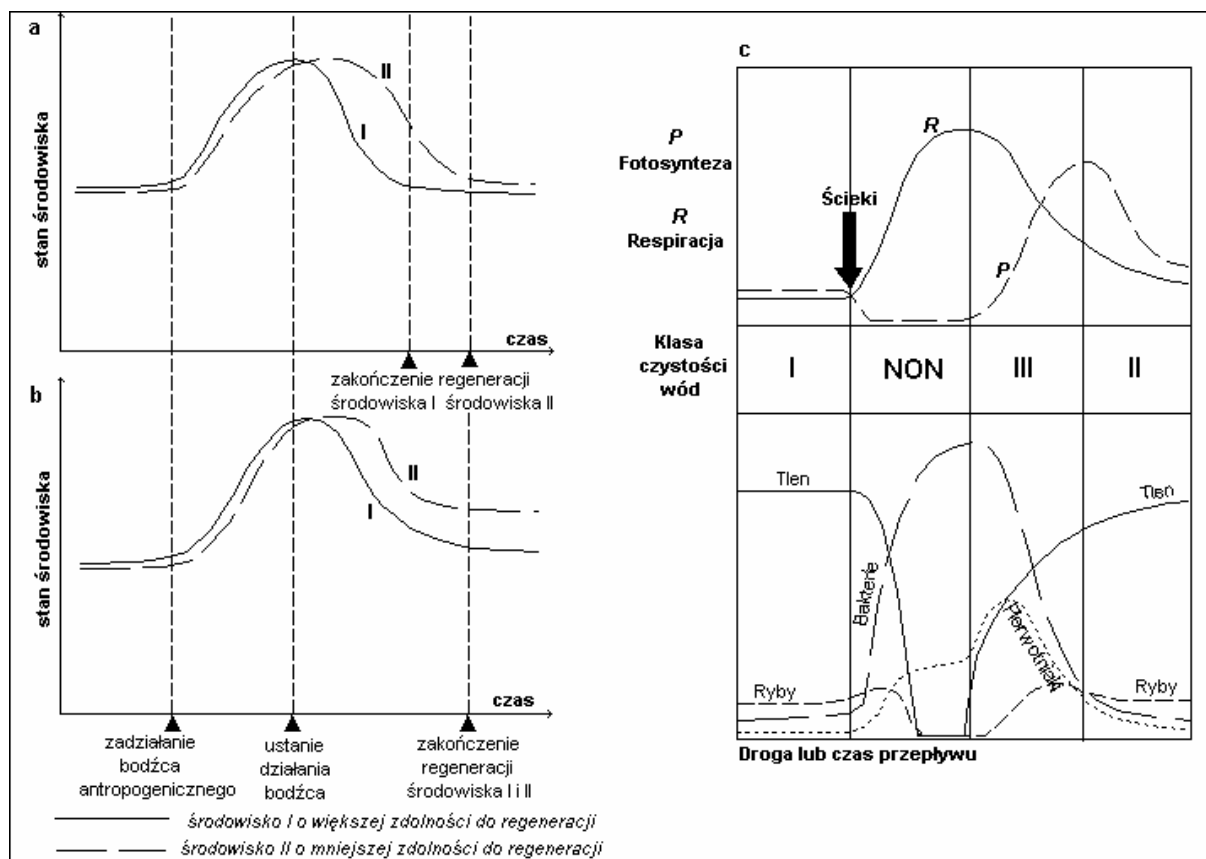 a
II
I
stan środowiska
czas
zakończenie regeneracji
środowiska I środowiska II
b
II
I
stan środowiska
czas
zadziałanie
bodźca
antropogenicznego
ustanie
działania
bodźca
zakończenie
regeneracji
środowiska I i II
środowisko I o większej zdolności do regeneracji
środowisko II o mniejszej zdolności do regeneracji
c
P
Fotosynteza
R
Respiracja
Ścieki
R
P
Klasa
czystości
wód
I
NON
III
II
Tlen
Tlen
Bakterie
Pierwotniaki
Ryby
Ryby
Droga lub czas przepływu